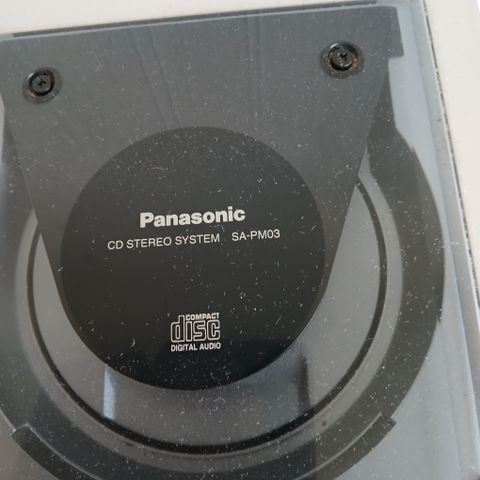 Panasonic
CD STEREO SYSTEM SA-PM03
COMPACT
disc
DIGITAL AUDIO